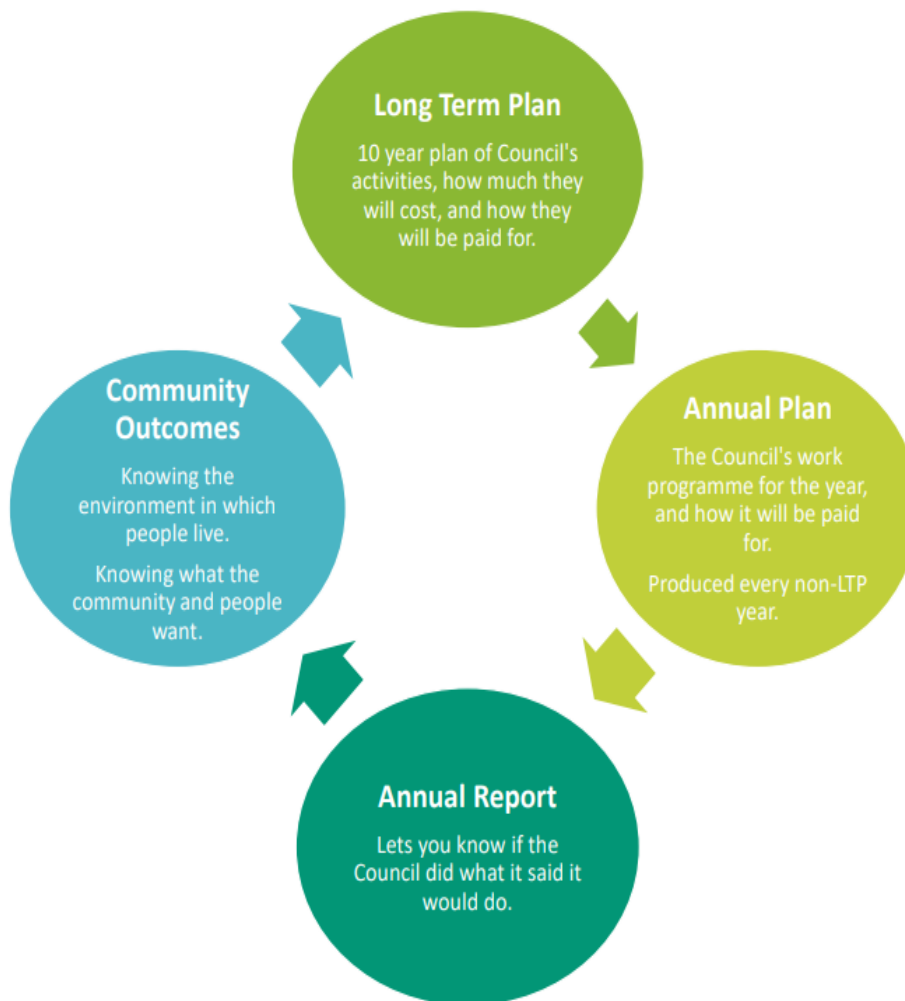 Long Term Plan
10 year plan of Council's
activities, how much they
will cost, and how they
will be paid for.
Annual Plan
The Council's work
programme for the year,
and how it will be paid
for.
Produced every non-LTP
year.
Annual Report
Lets you know if the
Council did what it said it
would do.
Community
Outcomes
Knowing the
environment in which
people live.
Knowing what the
community and people
want.